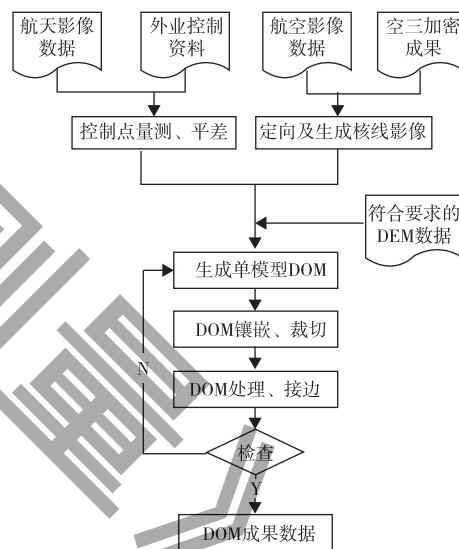 航天影像
数据
外业控制
资料
航空影像
数据
空三加密
成果
控制点量测、平差
定向及生成核线影像
符合要求的
DEM数据
生成单模型DOM
DOM镶嵌、裁切
DOM处理、接边
N
检查
Y
DOM成果数据